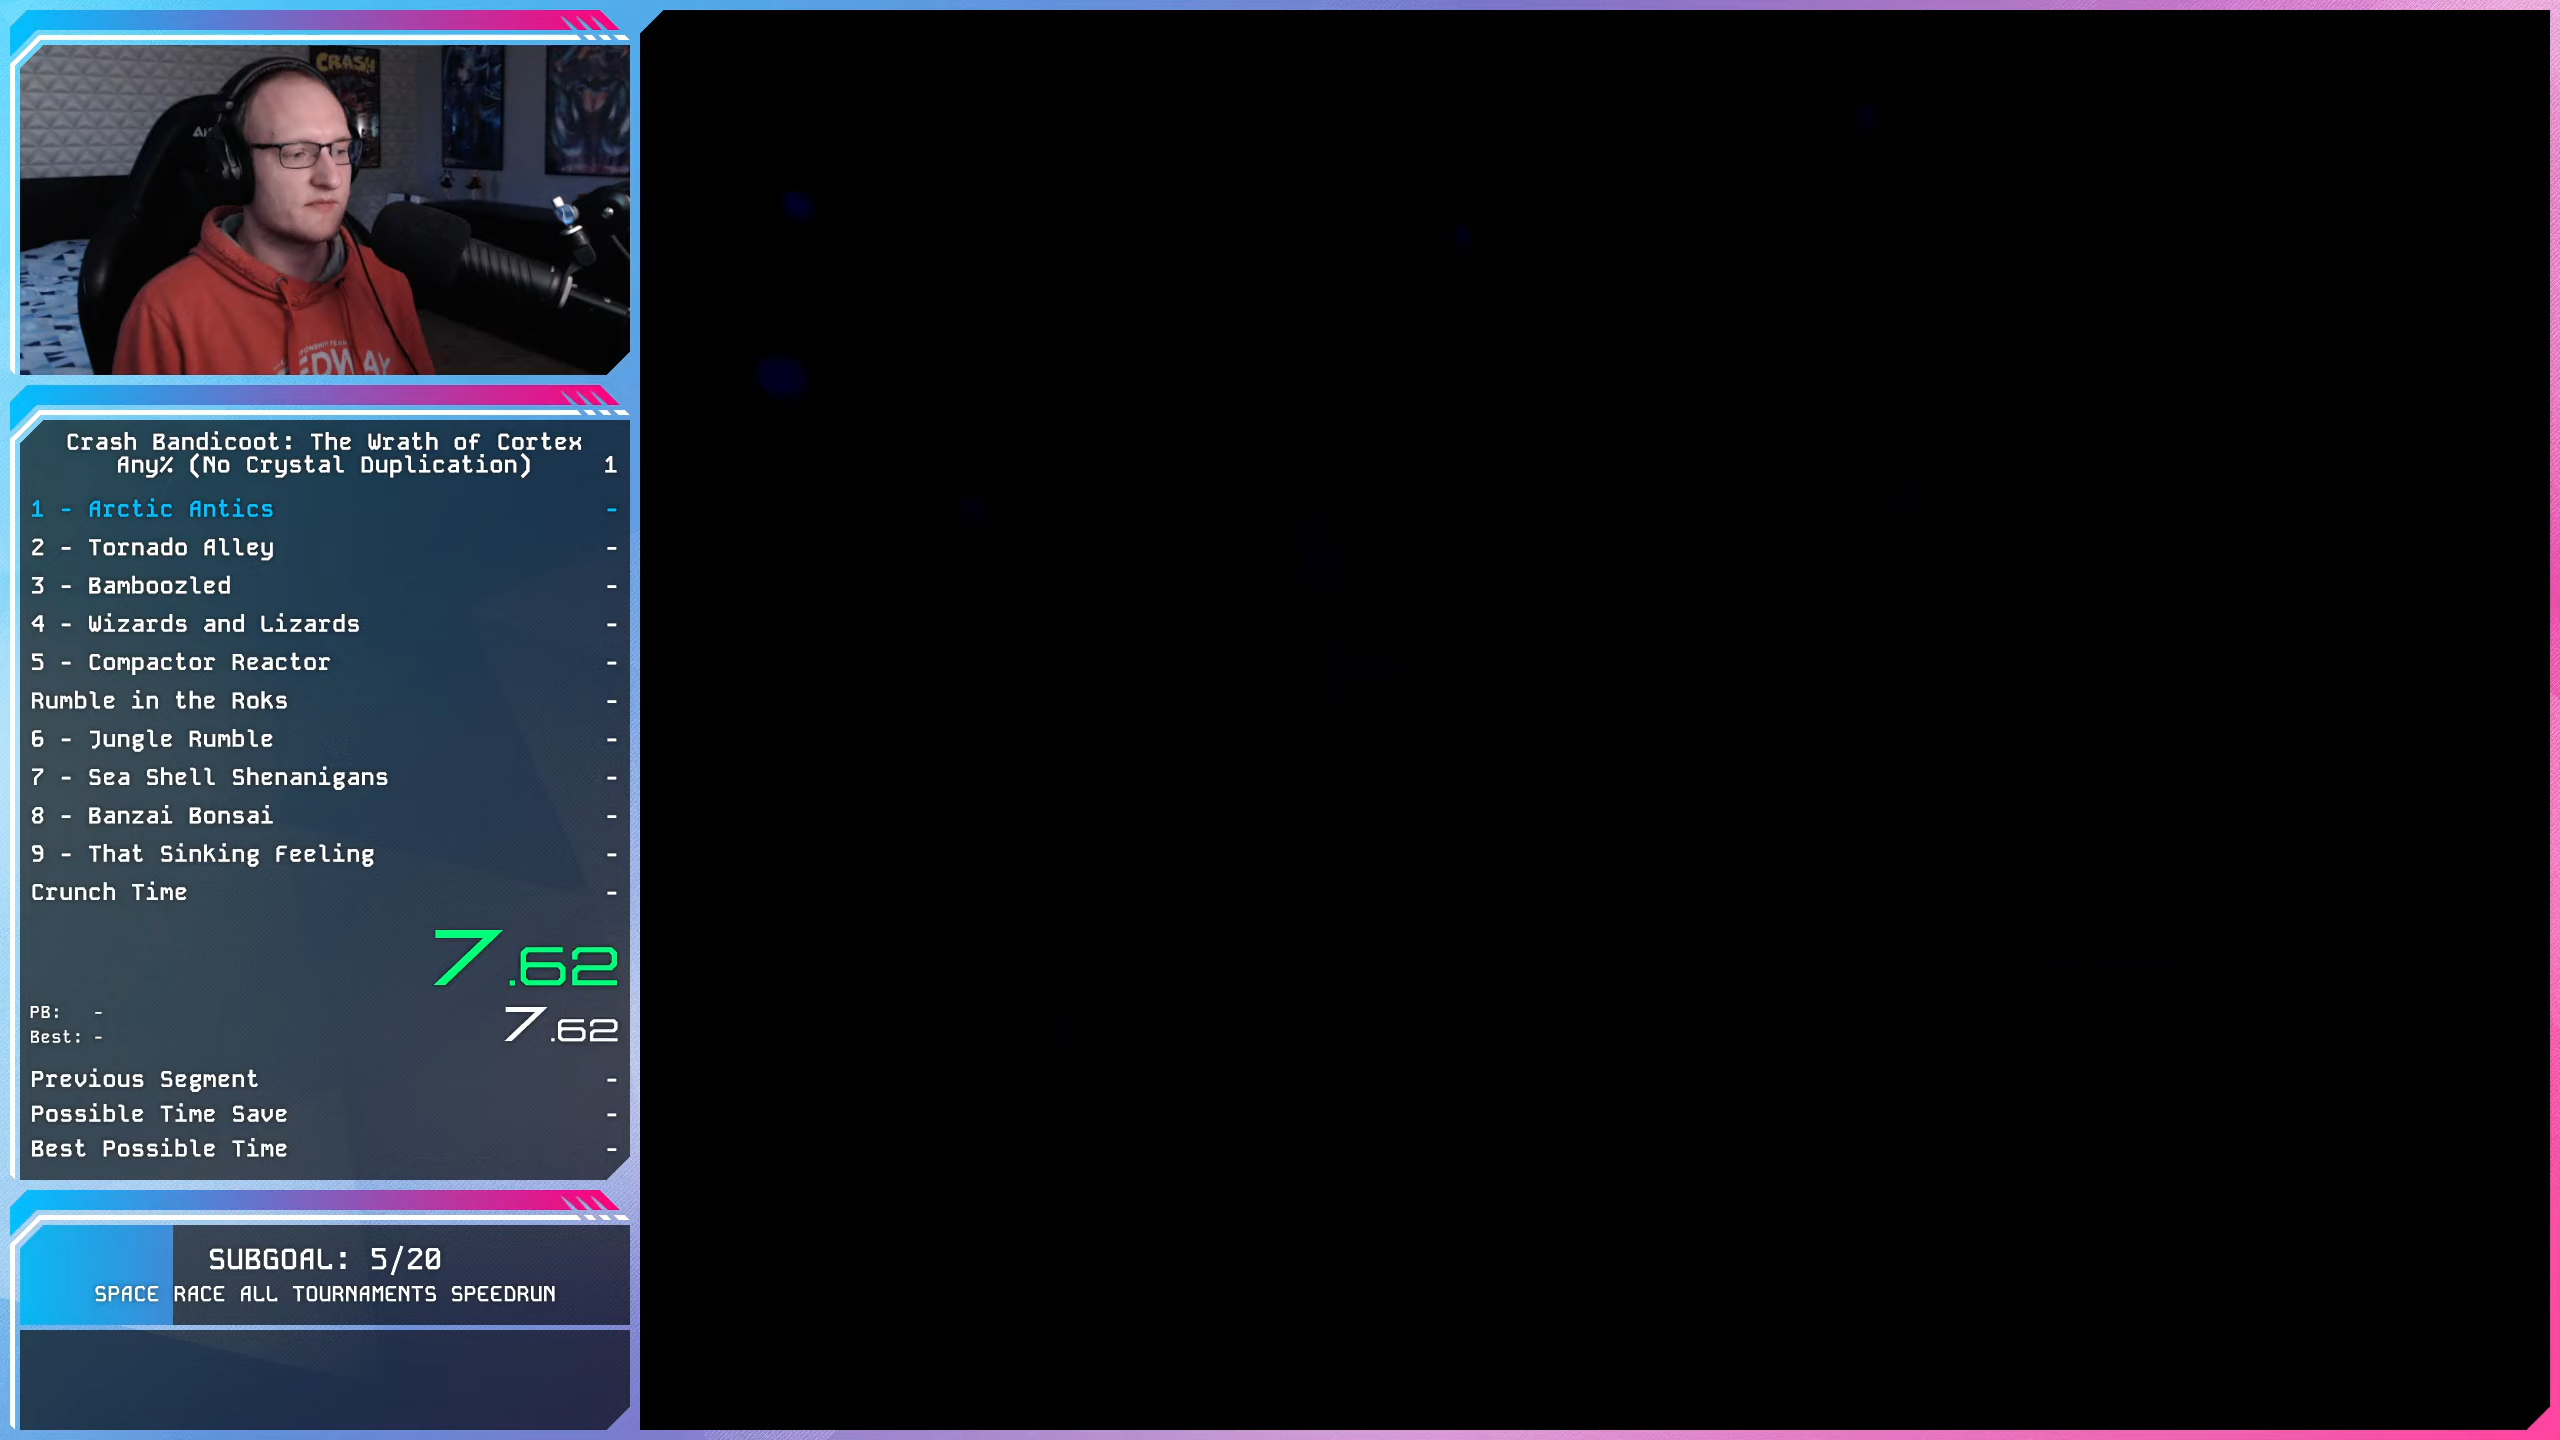 CRASH
Crash Bandicoot: The Wrath of Cortex
Any% (No Crystal Duplication) 1
1 - Arctic Antics -
2 - Tornado Alley -
3 - Bamboozled -
4 - Wizards and Lizards -
5 - Compactor Reactor -
Rumble in the Roks -
6 - Jungle Rumble -
7 - Sea Shell Shenanigans -
8 - Banzai Bonsai -
9 - That Sinking Feeling -
Crunch Time -
7.62
PB: -
7.62
Best: -
Previous Segment -
Possible Time Save -
Best Possible Time -
SUBGOAL: 5/20
SPACE RACE ALL TOURNAMENTS SPEEDRUN